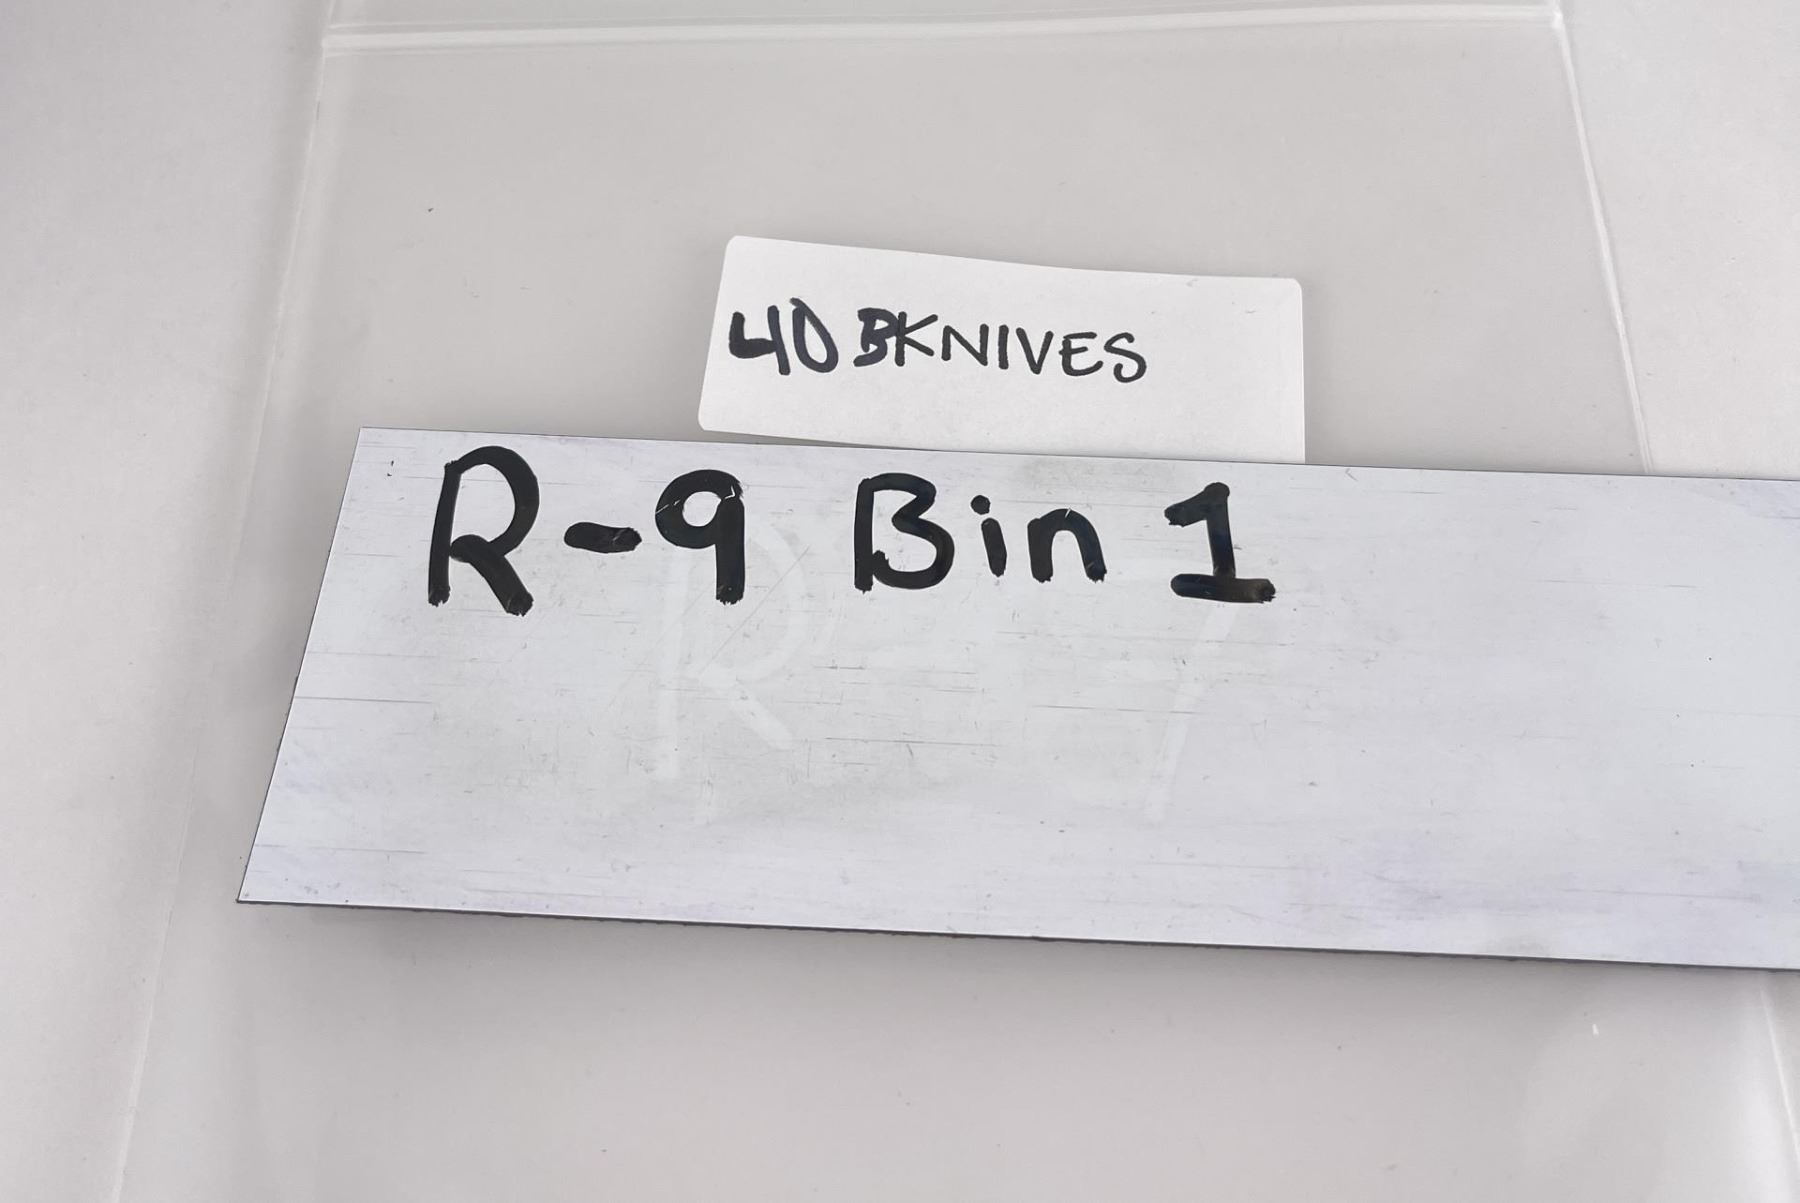 40 BKNIVES
R-9 Bin 1